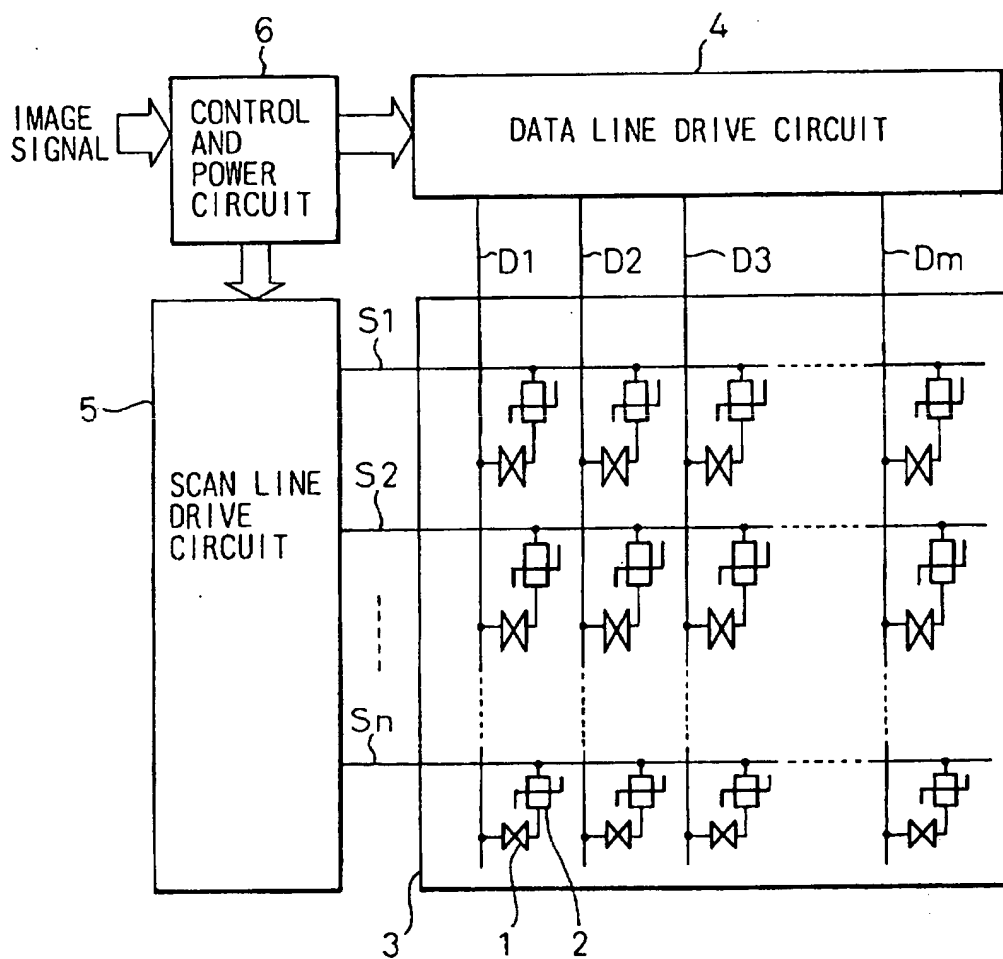 6
4
IMAGE
SIGNAL
CONTROL
AND
POWER
CIRCUIT
DATA LINE DRIVE CIRCUIT
D1
D2
D3
Dm
S1
5
S2
SCAN LINE
DRIVE
CIRCUIT
Sn
3
1
2